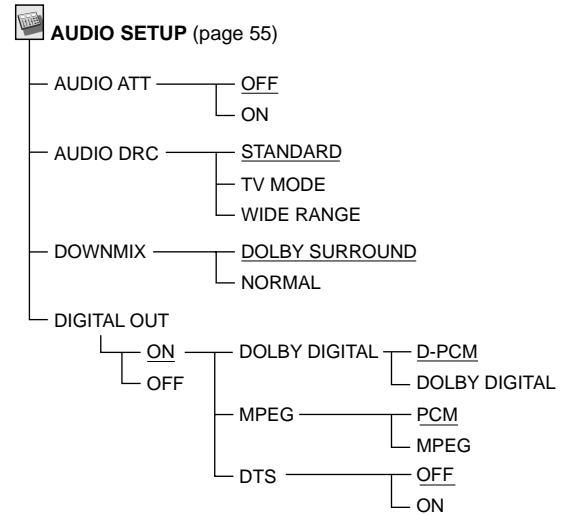 AUDIO SETUP (page 55)
AUDIO ATT OFF
ON
AUDIO DRC STANDARD
TV MODE
WIDE RANGE
DOWNMIX DOLBY SURROUND
NORMAL
DIGITAL OUT
ON DOLBY DIGITAL D-PCM
OFF DOLBY DIGITAL
MPEG PCM
MPEG
DTS OFF
ON